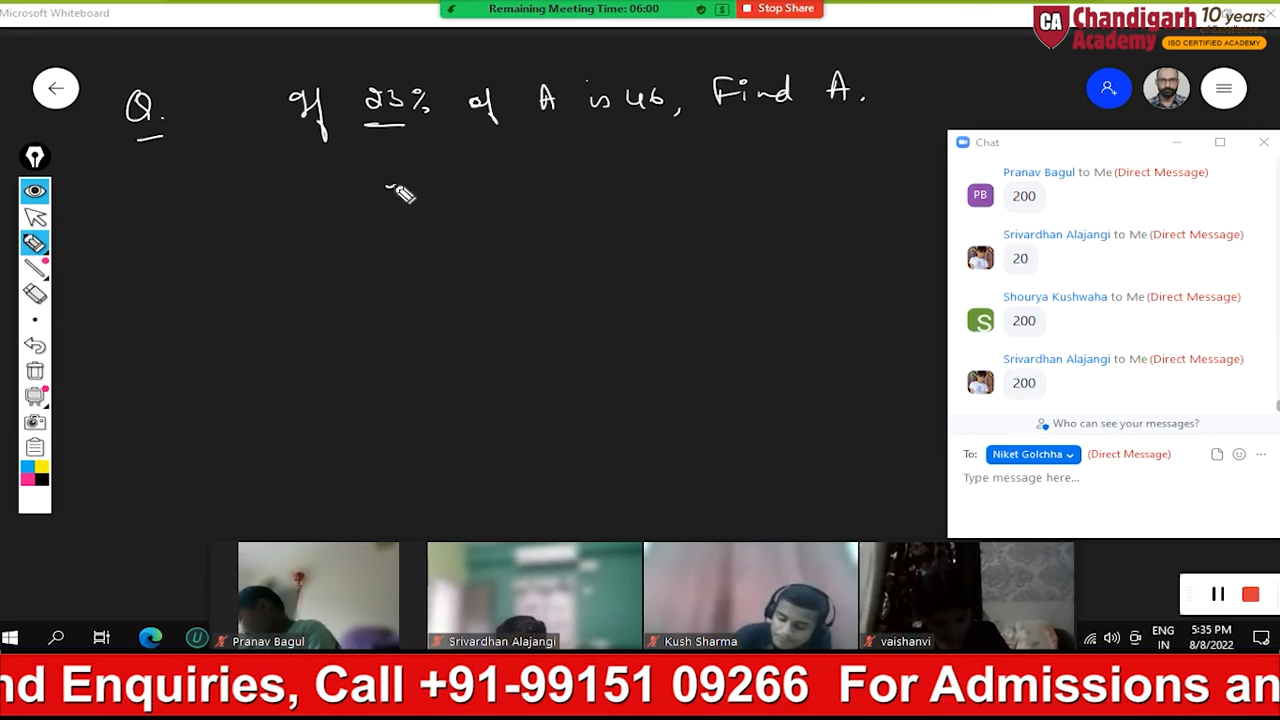 Microsoft Whiteboard
Remaining Meeting Time: 06:00
Stop Share
CA Chandigarh Academy
10 years
ISO CERTIFIED ACADEMY
Q. If 23% of A is 46, Find A.
Chat
Pranav Bagul to Me (Direct Message)
PB
200
Srivardhan Alajangi to Me (Direct Message)
20
Shourya Kushwaha to Me (Direct Message)
S
200
Srivardhan Alajangi to Me (Direct Message)
200
Who can see your messages?
To: Niket Golchha (Direct Message)
Type message here...
Pranav Bagul
Srivardhan Alajangi
Kush Sharma
vaishanvi
ENG
IN
5:35 PM
8/8/2022
nd Enquiries, Call +91-99151 09266 For Admissions an